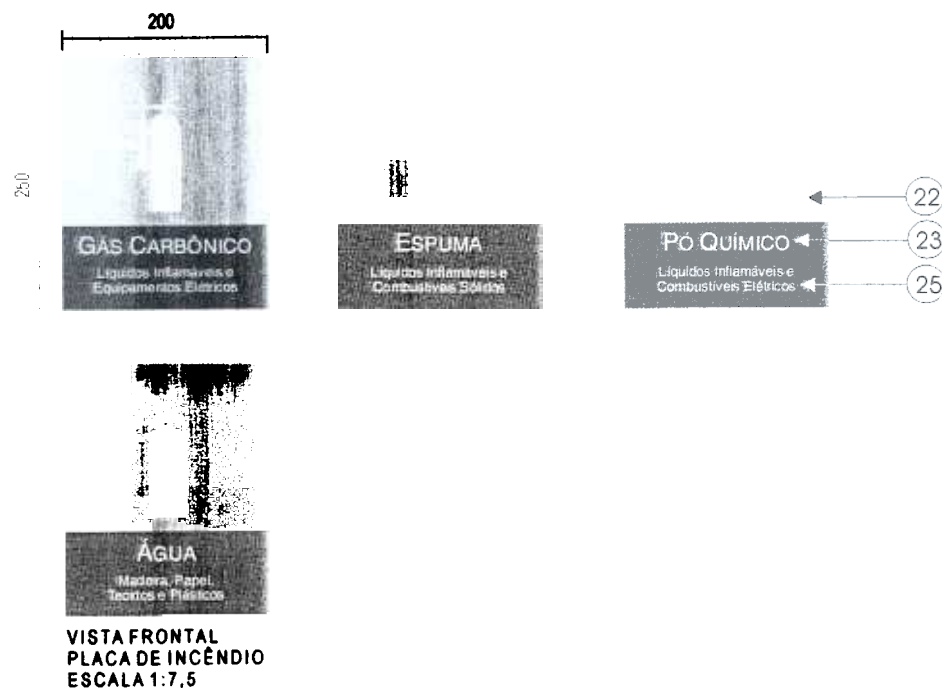 200
250
GÁS CARBÔNICO
Líquidos Inflamáveis e
Equipamentos Elétricos
ESPUMA
Líquidos Inflamáveis e
Combustíveis Sólidos
PÓ QUÍMICO
Líquidos Inflamáveis e
Combustíveis Elétricos
22
23
25
ÁGUA
Madeira, Papel,
Tecidos e Plásticos
VISTA FRONTAL
PLACA DE INCÊNDIO
ESCALA 1:7,5